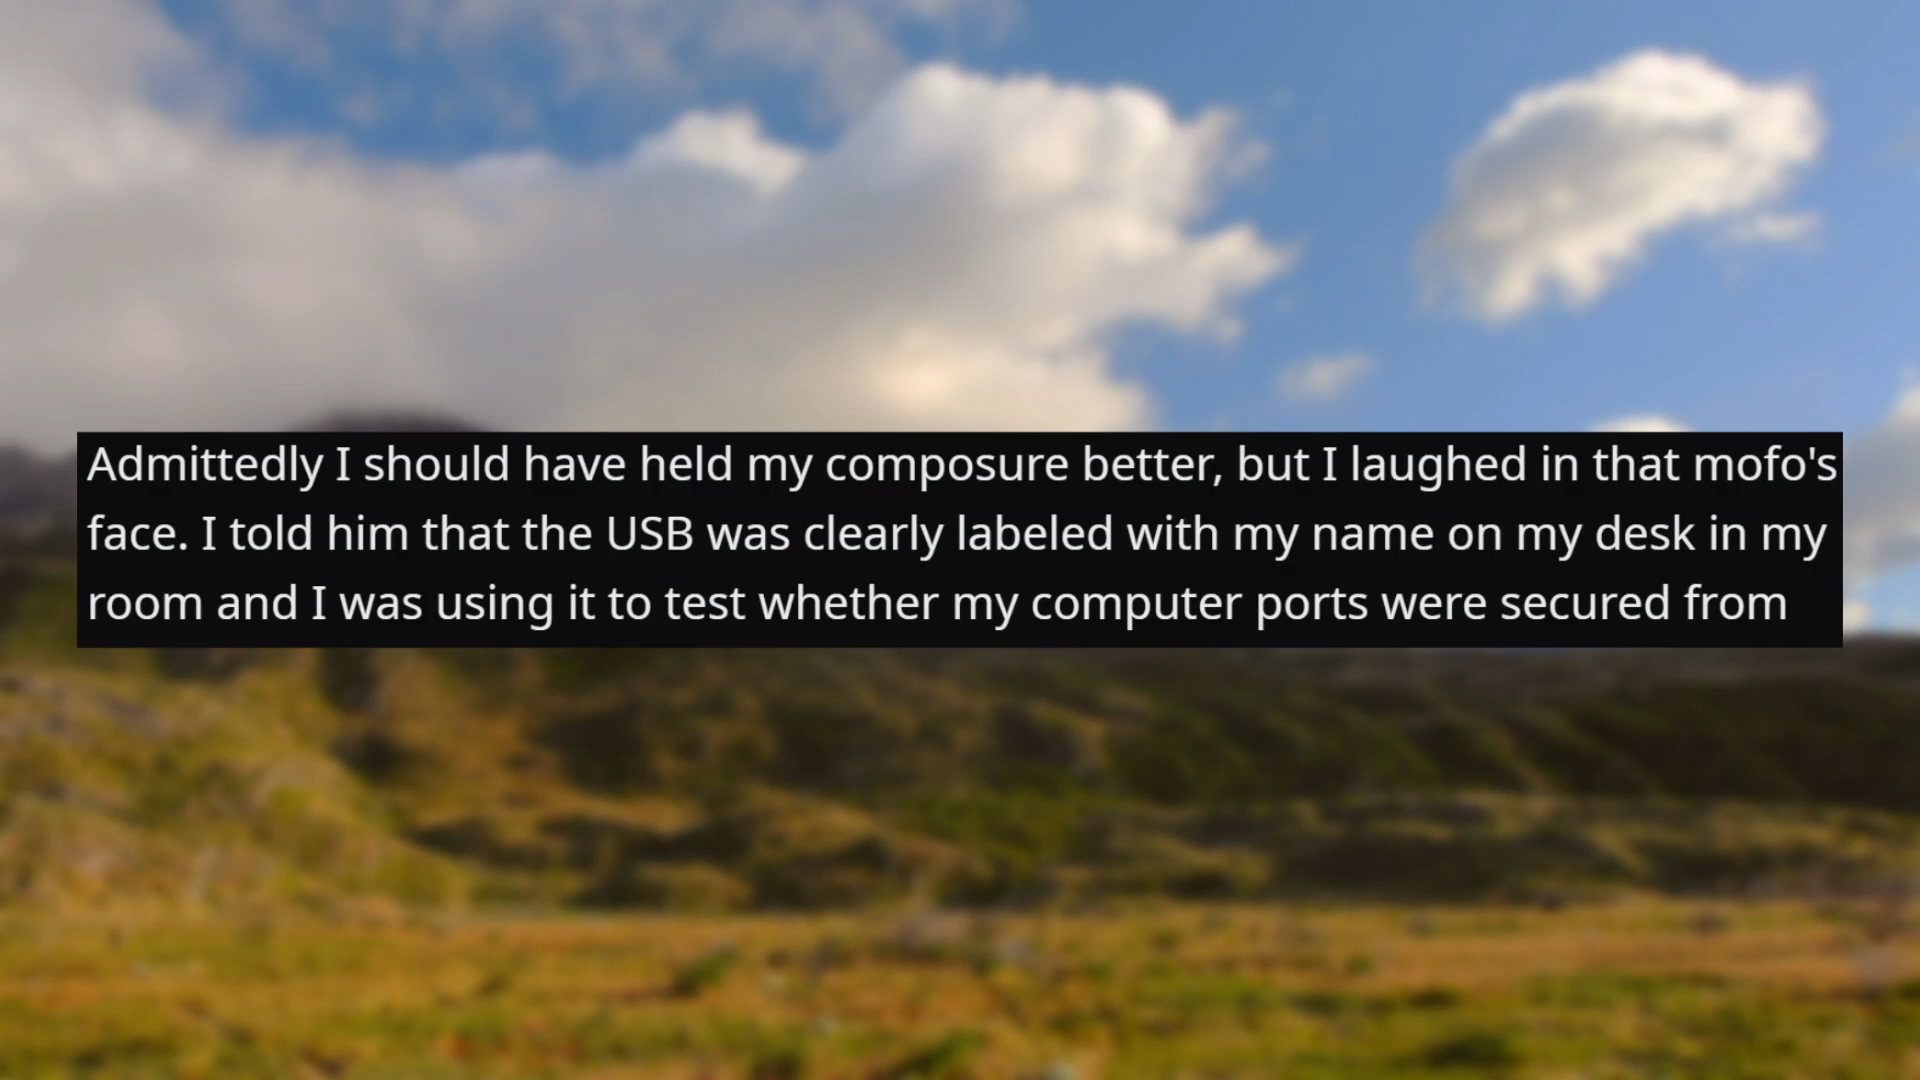 Admittedly I should have held my composure better, but I laughed in that mofo's
face. I told him that the USB was clearly labeled with my name on my desk in my
room and I was using it to test whether my computer ports were secured from